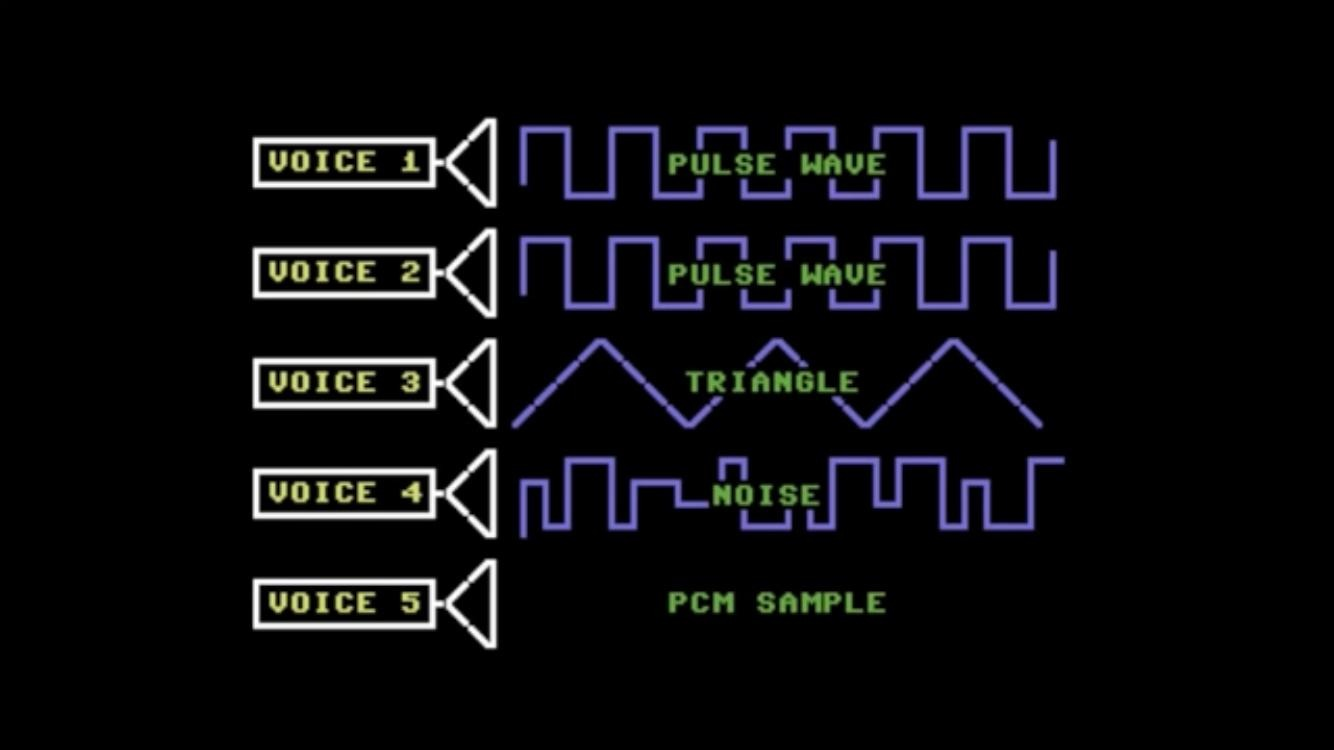 VOICE 1 PULSE WAVE
VOICE 2 PULSE WAVE
VOICE 3 TRIANGLE
VOICE 4 NOISE
VOICE 5 PCM SAMPLE